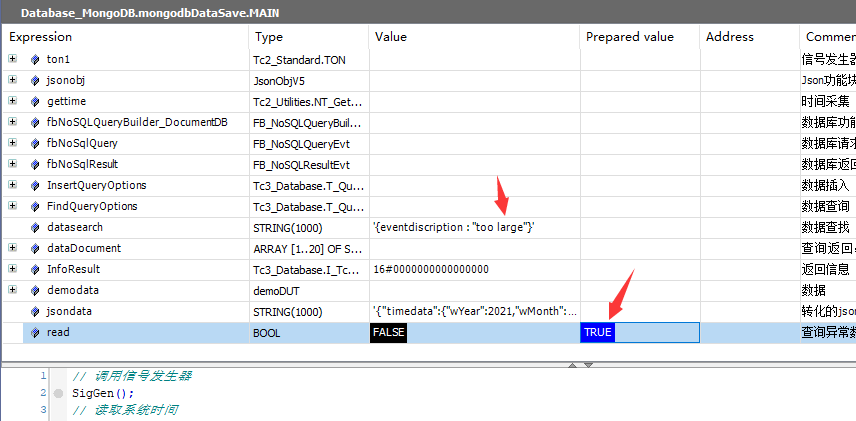 Database_MongoDB.mongodbDataSave.MAIN
Expression Type Value Prepared value Address Commen
ton1 Tc2_Standard.TON 信号发生器
jsonobj JsonObjV5 Json功能块
gettime Tc2_Utilities.NT_Get... 时间采集
fbNoSQLQueryBuilder_DocumentDB FB_NoSQLQueryBuil... 数据库功能
fbNoSqlQuery FB_NoSQLQueryEvt 数据库请求
fbNoSqlResult FB_NoSQLResultEvt 数据库返回
InsertQueryOptions Tc3_Database.T_Qu... 数据插入
FindQueryOptions Tc3_Database.T_Qu... 数据查询
datasearch STRING(1000) '{eventdiscription : "too large"}' 数据查找
dataDocument ARRAY [1..20] OF S... 查询返回
InfoResult Tc3_Database.I_Tc... 16#0000000000000000 返回信息
demodata demoDUT 数据
jsondata STRING(1000) '{"timedata":{"wYear":2021,"wMonth":... 转化的jso
read BOOL FALSE TRUE 查询异常数
1 // 调用信号发生器
2 SigGen();
3 // 读取系统时间